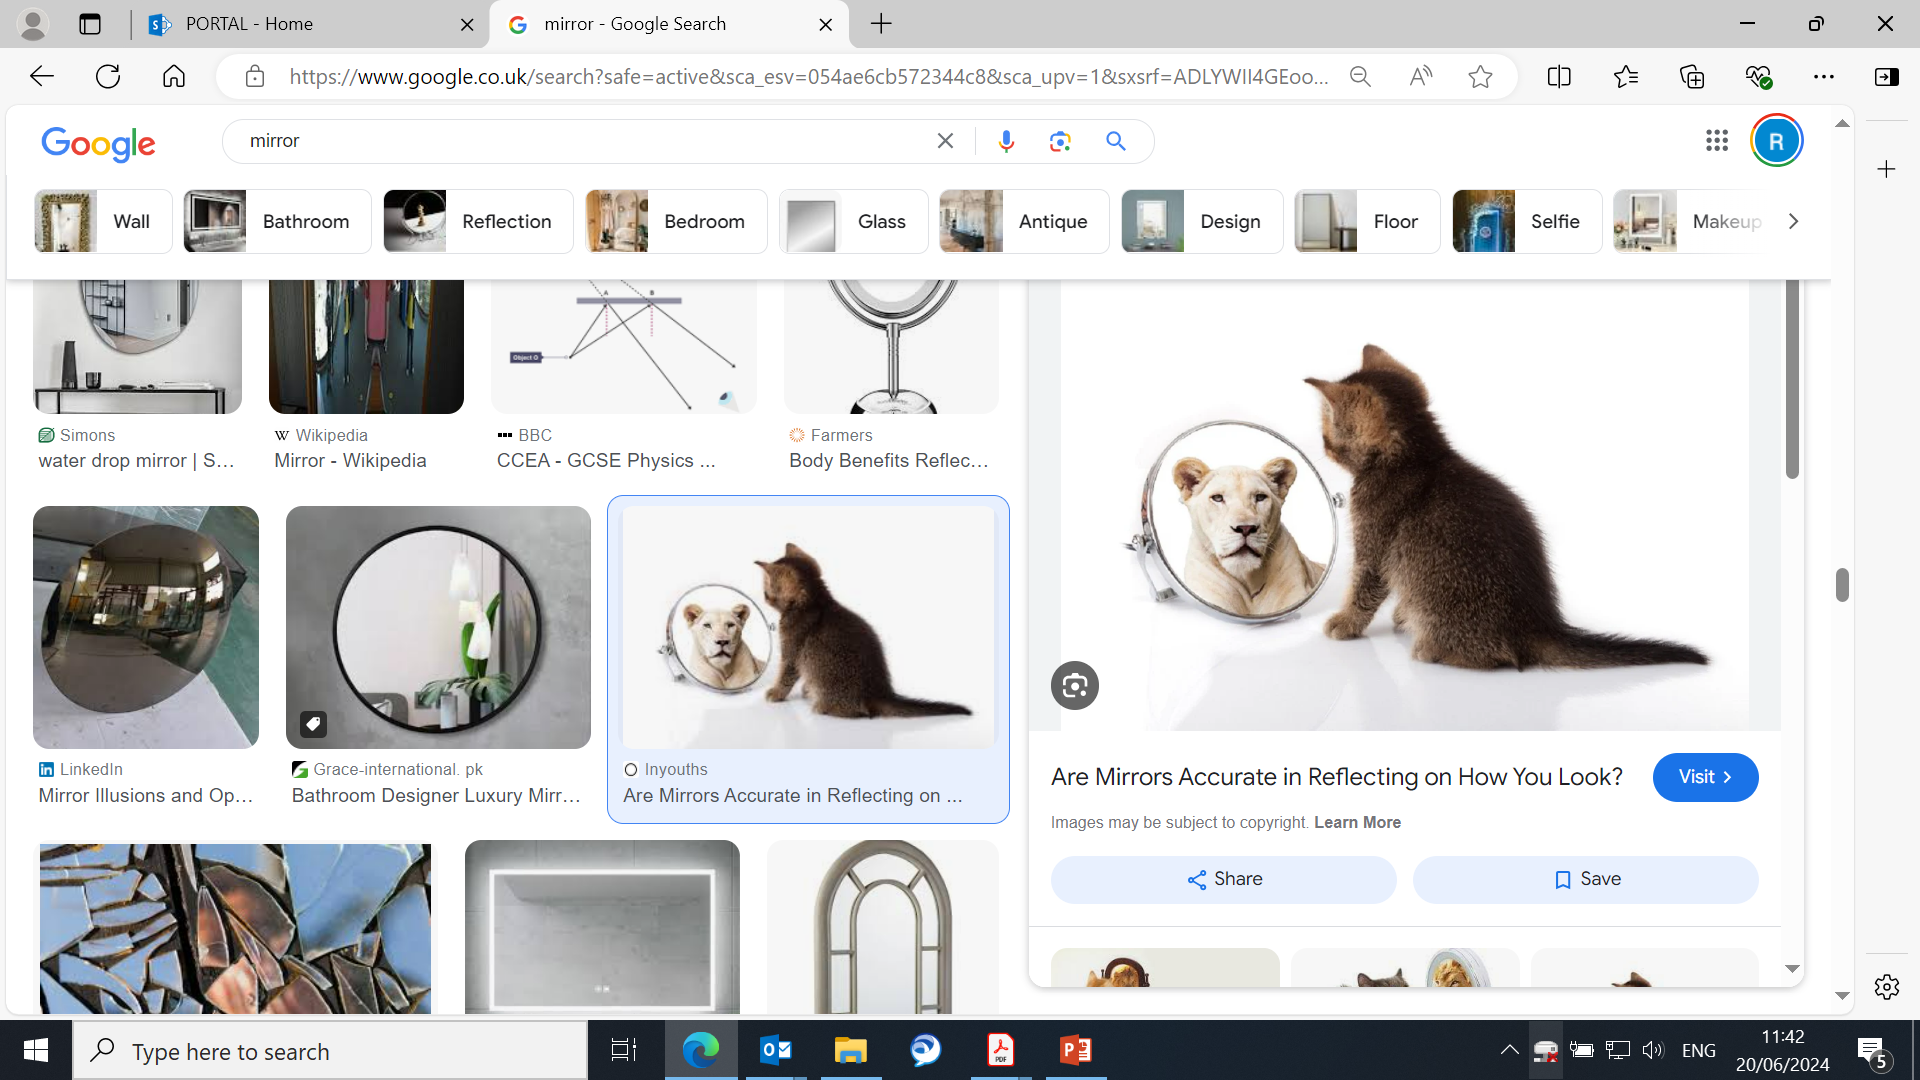 PORTAL - Home
mirror - Google Search
https://www.google.co.uk/search?safe=active&sca_esv=054ae6cb572344c8&sca_upv=1&sxsrf=ADLYWII4GEoo...
Google
mirror
R
Wall
Bathroom
Reflection
Bedroom
Glass
Antique
Design
Floor
Selfie
Makeup
A B
Object O
Simons
water drop mirror | S...
W Wikipedia
Mirror - Wikipedia
BBC
CCEA - GCSE Physics ...
Farmers
Body Benefits Reflec...
LinkedIn
Mirror Illusions and Op...
Grace-international. pk
Bathroom Designer Luxury Mirr...
Inyouths
Are Mirrors Accurate in Reflecting on ...
Are Mirrors Accurate in Reflecting on How You Look?
Visit
Images may be subject to copyright. Learn More
Share
Save
Type here to search
PDF
ENG
11:42
20/06/2024
5